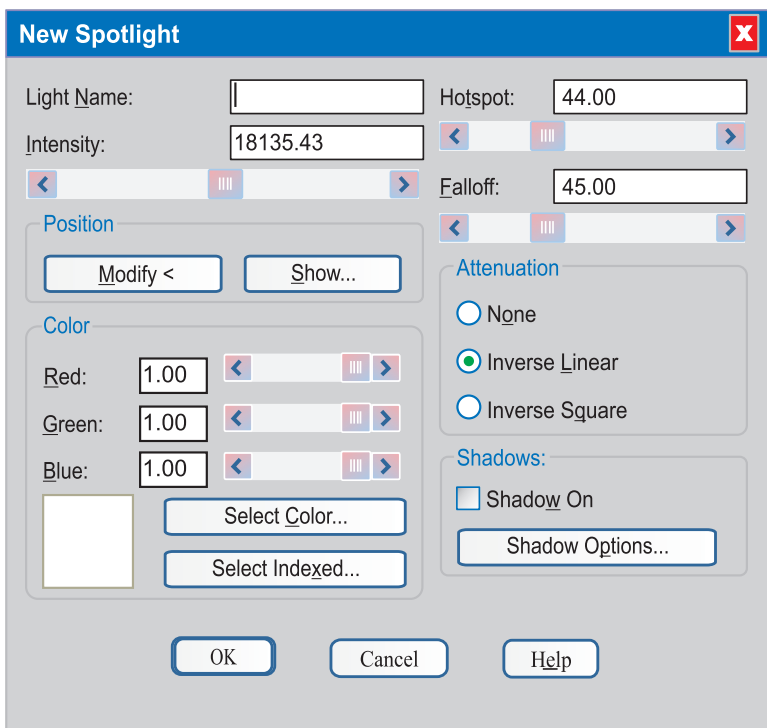 New Spotlight
X
Light Name:
Intensity: 18135.43
Position
Modify < Show...
Color
Red: 1.00
Green: 1.00
Blue: 1.00
Select Color...
Select Indexed...
Hotspot: 44.00
Falloff: 45.00
Attenuation
None
Inverse Linear
Inverse Square
Shadows:
Shadow On
Shadow Options...
OK Cancel Help